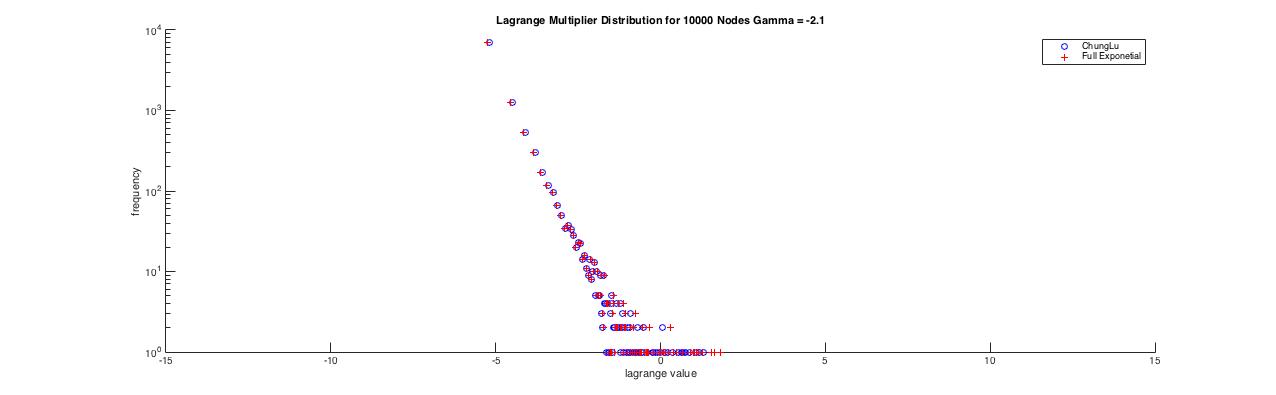 Lagrange Multiplier Distribution for 10000 Nodes Gamma = -2.1
ChungLu
Full Exponetial
10^4
10^3
10^2
10^1
10^0
frequency
-15 -10 -5 0 5 10 15
lagrange value